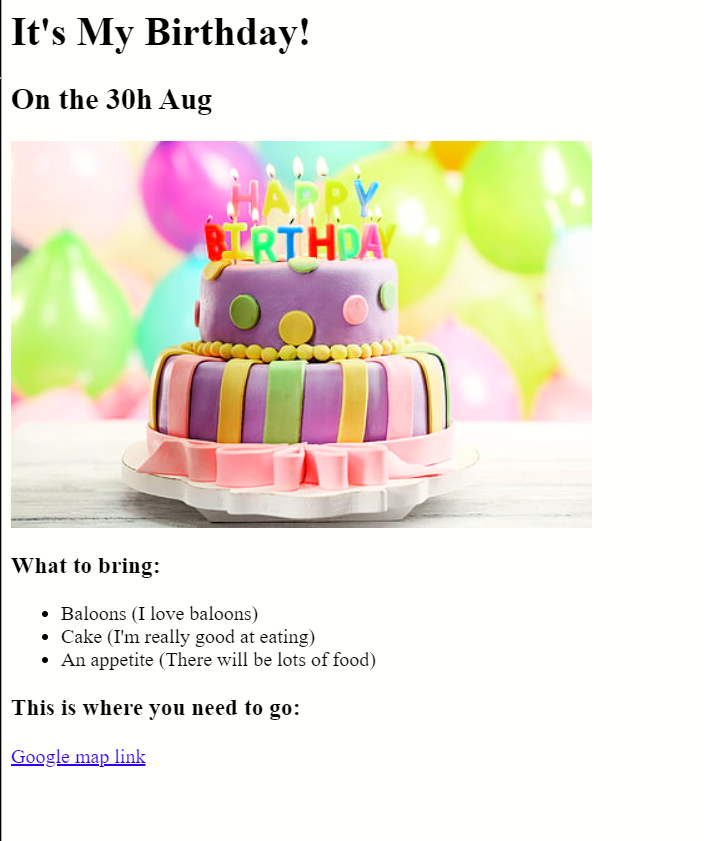 It's My Birthday!
On the 30h Aug
HAPPY
BIRTHDAY
What to bring:
Baloons (I love baloons)
Cake (I'm really good at eating)
An appetite (There will be lots of food)
This is where you need to go:
Google map link